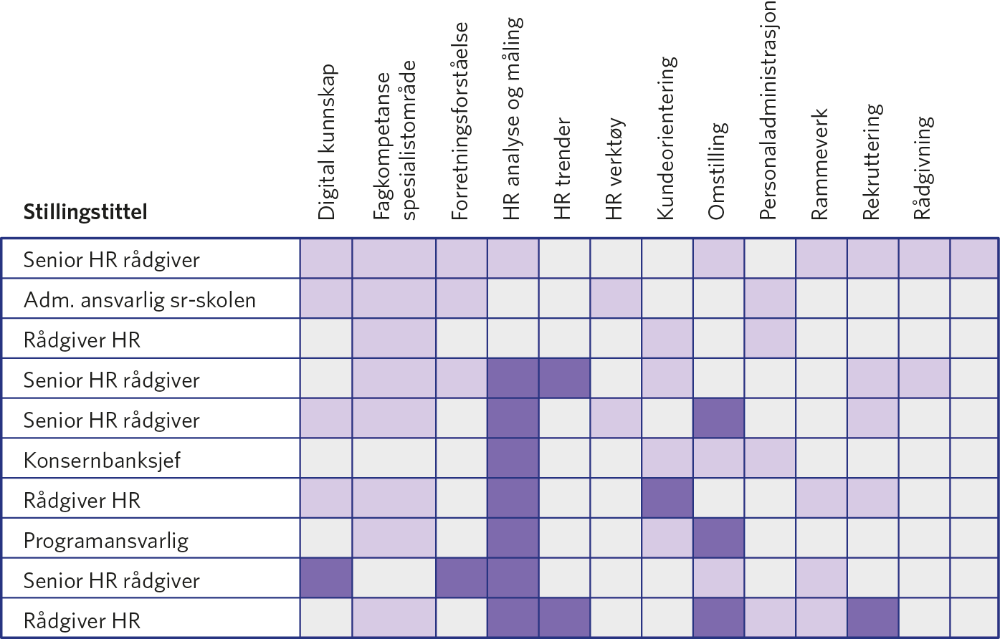 Digital kunnskap
Fagkompetanse
spesialistområde
Forretningsforståelse
HR analyse og måling
HR trender
HR verktøy
Kundeorientering
Omstilling
Personaladministrasjon
Rammeverk
Rekruttering
Rådgivning
Stillingstittel
Senior HR rådgiver
Adm. ansvarlig sr-skolen
Rådgiver HR
Senior HR rådgiver
Senior HR rådgiver
Konsernbanksjef
Rådgiver HR
Programansvarlig
Senior HR rådgiver
Rådgiver HR